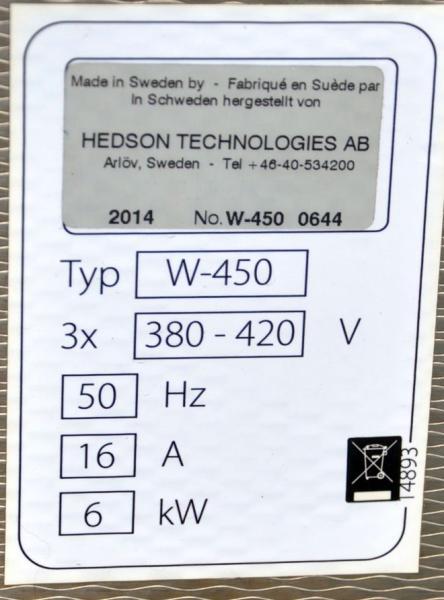 Made in Sweden by - Fabriqué en Suède par
In Schweden hergestellt von
HEDSON TECHNOLOGIES AB
Arlöv, Sweden - Tel +46-40-534200
2014 No. W-450 0644
Typ W-450
3x 380 - 420 V
50 Hz
16 A
6 kW
14893